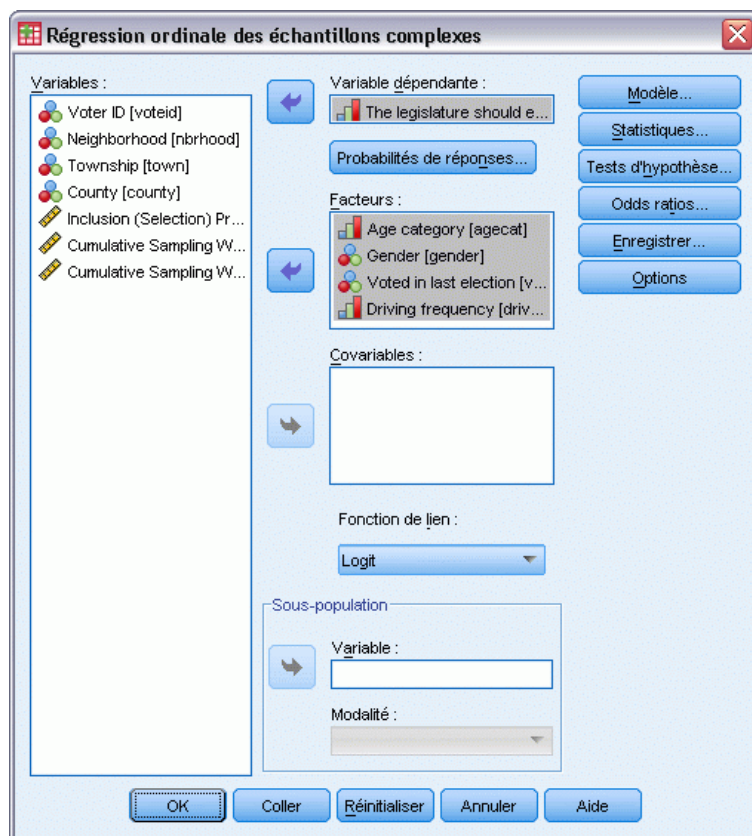 Régression ordinale des échantillons complexes
Variables :
Voter ID [voteid]
Neighborhood [nbrhood]
Township [town]
County [county]
Inclusion (Selection) Pr...
Cumulative Sampling W...
Cumulative Sampling W...
Variable dépendante :
The legislature should e...
Probabilités de réponses...
Facteurs :
Age category [agecat]
Gender [gender]
Voted in last election [v...
Driving frequency [driv...
Covariables :
Fonction de lien :
Logit
Sous-population
Variable :
Modalité :
Modèle...
Statistiques...
Tests d'hypothèse...
Odds ratios...
Enregistrer...
Options
OK
Coller
Réinitialiser
Annuler
Aide